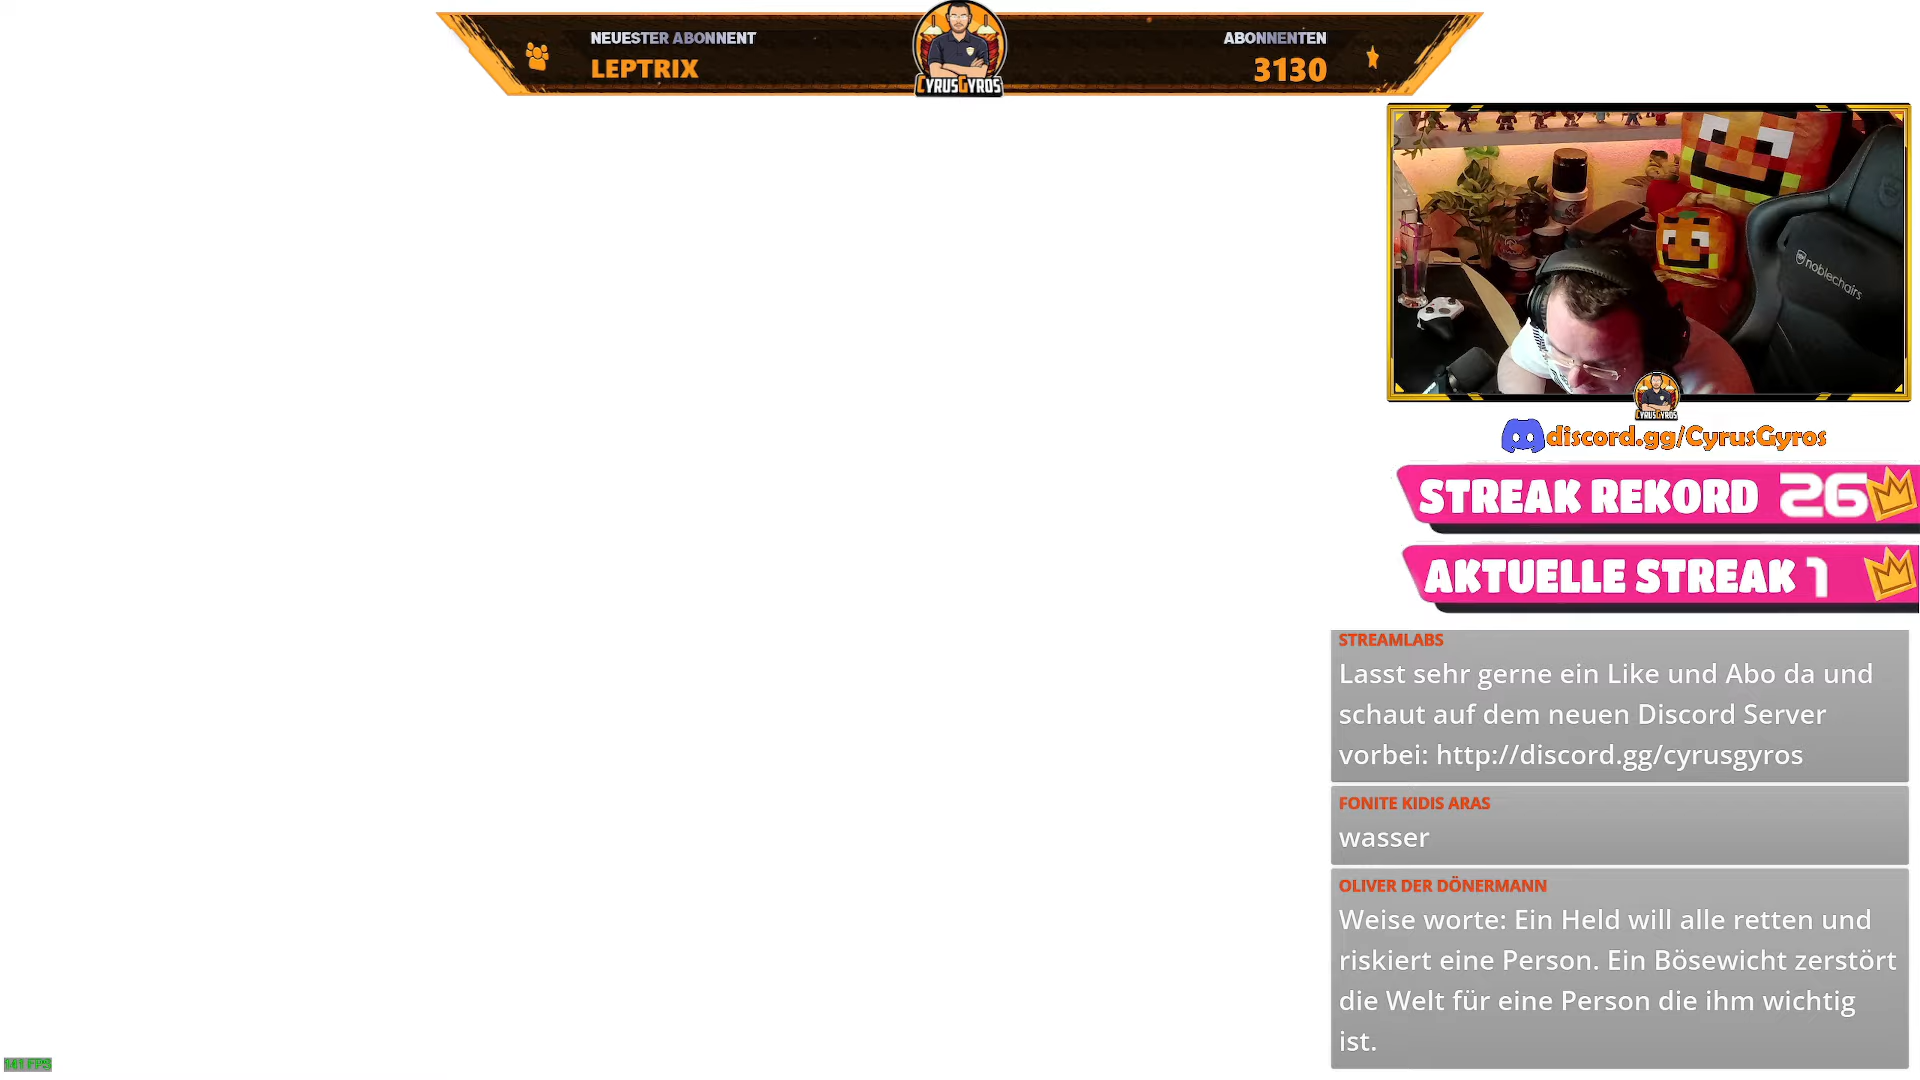 NEUESTER ABONNENT
LEPTRIX
CYRUSGYROS
ABONNENTEN
3130
noblechairs
CYRUSGYROS
discord.gg/CyrusGyros
STREAK REKORD 26
AKTUELLE STREAK 1
STREAMLABS
Lasst sehr gerne ein Like und Abo da und
schaut auf dem neuen Discord Server
vorbei: http://discord.gg/cyrusgyros
FONITE KIDIS ARAS
wasser
OLIVER DER DÖNERMANN
Weise worte: Ein Held will alle retten und
riskiert eine Person. Ein Bösewicht zerstört
die Welt für eine Person die ihm wichtig
ist.
141 FPS